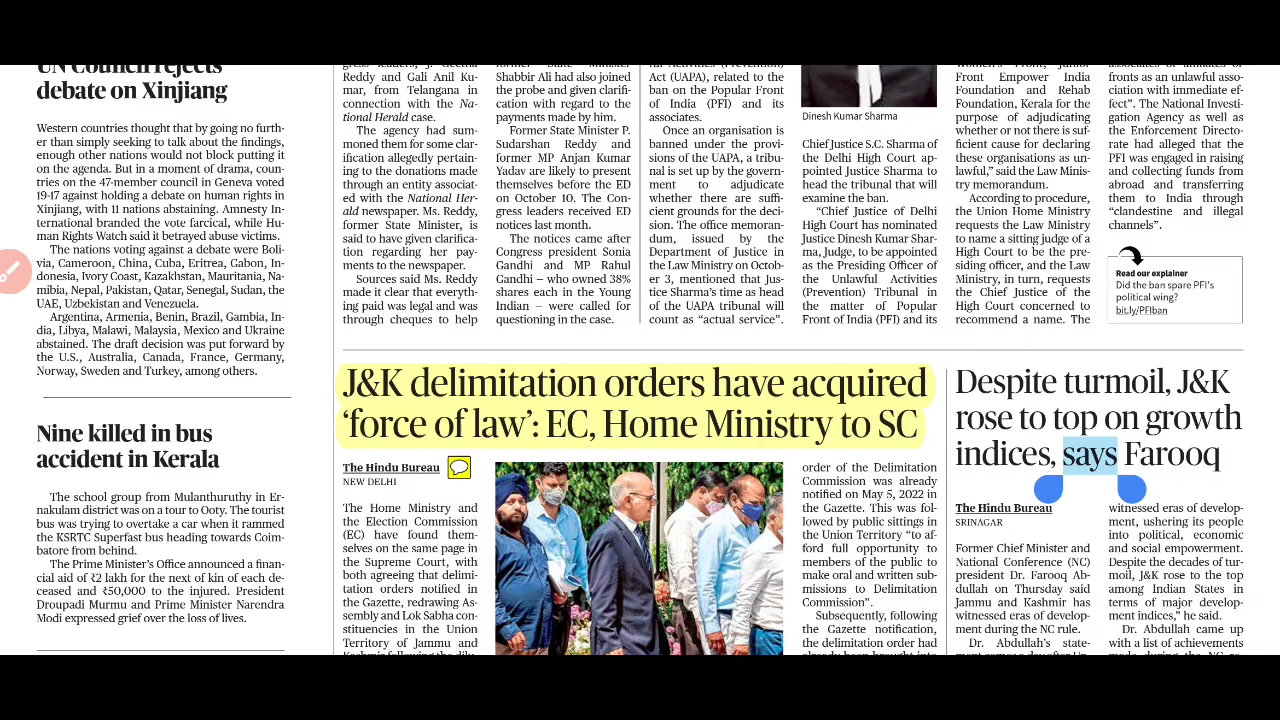 UN Council rejects
debate on Xinjiang
Western countries thought that by going no furth-
er than simply seeking to talk about the findings,
enough other nations would not block putting it
on the agenda. But in a moment of drama, coun-
tries on the 47-member council in Geneva voted
19-17 against holding a debate on human rights in
Xinjiang, with 11 nations abstaining. Amnesty In-
ternational branded the vote farcical, while Hu-
man Rights Watch said it betrayed abuse victims.
The nations voting against a debate were Boli-
via, Cameroon, China, Cuba, Eritrea, Gabon, In-
donesia, Ivory Coast, Kazakhstan, Mauritania, Na-
mibia, Nepal, Pakistan, Qatar, Senegal, Sudan, the
UAE, Uzbekistan and Venezuela.
Argentina, Armenia, Benin, Brazil, Gambia, In-
dia, Libya, Malawi, Malaysia, Mexico and Ukraine
abstained. The draft decision was put forward by
the U.S., Australia, Canada, France, Germany,
Norway, Sweden and Turkey, among others.
Nine killed in bus
accident in Kerala
The school group from Mulanthuruthy in Er-
nakulam district was on a tour to Ooty. The tourist
bus was trying to overtake a car when it rammed
the KSRTC Superfast bus heading towards Coim-
batore from behind.
The Prime Minister's Office announced a finan-
cial aid of ₹2 lakh for the next of kin of each de-
ceased and ₹50,000 to the injured. President
Droupadi Murmu and Prime Minister Narendra
Modi expressed grief over the loss of lives.
gress leaders, J. Geetha
Reddy and Gali Anil Ku-
mar, from Telangana in
connection with the Na-
tional Herald case.
The agency had sum-
moned them for some clar-
ification allegedly pertain-
ing to the donations made
through an entity associat-
ed with the National Her-
ald newspaper. Ms. Reddy,
former State Minister, is
said to have given clarifica-
tion regarding her pay-
ments to the newspaper.
Sources said Ms. Reddy
made it clear that everyth-
ing paid was legal and was
through cheques to help
former State Minister
Shabbir Ali had also joined
the probe and given clarifi-
cation with regard to the
payments made by him.
Former State Minister P.
Sudarshan Reddy and
former MP Anjan Kumar
Yadav are likely to present
themselves before the ED
on October 10. The Con-
gress leaders received ED
notices last month.
The notices came after
Congress president Sonia
Gandhi and MP Rahul
Gandhi – who owned 38%
shares each in the Young
Indian – were called for
questioning in the case.
ful Activities (Prevention)
Act (UAPA), related to the
ban on the Popular Front
of India (PFI) and its
associates.
Once an organisation is
banned under the provi-
sions of the UAPA, a tribu-
nal is set up by the govern-
ment to adjudicate
whether there are suffi-
cient grounds for the deci-
sion. The office memoran-
dum, issued by the
Department of Justice in
the Law Ministry on Octob-
er 3, mentioned that Jus-
tice Sharma's time as head
of the UAPA tribunal will
count as "actual service".
Dinesh Kumar Sharma
Chief Justice S.C. Sharma of
the Delhi High Court ap-
pointed Justice Sharma to
head the tribunal that will
examine the ban.
"Chief Justice of Delhi
High Court has nominated
Justice Dinesh Kumar Shar-
ma, Judge, to be appointed
as the Presiding Officer of
the Unlawful Activities
(Prevention) Tribunal in
the matter of Popular
Front of India (PFI) and its
Women's Front, Junior
Front Empower India
Foundation and Rehab
Foundation, Kerala for the
purpose of adjudicating
whether or not there is suf-
ficient cause for declaring
these organisations as un-
lawful," said the Law Minis-
try memorandum.
According to procedure,
the Union Home Ministry
requests the Law Ministry
to name a sitting judge of a
High Court to be the pre-
siding officer, and the Law
Ministry, in turn, requests
the Chief Justice of the
High Court concerned to
recommend a name. The
associates or affiliates or
fronts as an unlawful asso-
ciation with immediate ef-
fect". The National Investi-
gation Agency as well as
the Enforcement Directo-
rate had alleged that the
PFI was engaged in raising
and collecting funds from
abroad and transferring
them to India through
"clandestine and illegal
channels".
Read our explainer
Did the ban spare PFI's
political wing?
bit.ly/PFIban
J&K delimitation orders have acquired
'force of law': EC, Home Ministry to SC
The Hindu Bureau
NEW DELHI
The Home Ministry and
the Election Commission
(EC) have found them-
selves on the same page in
the Supreme Court, with
both agreeing that delimi-
tation orders notified in
the Gazette, redrawing As-
sembly and Lok Sabha con-
stituencies in the Union
Territory of Jammu and
order of the Delimitation
Commission was already
notified on May 5, 2022 in
the Gazette. This was fol-
lowed by public sittings in
the Union Territory "to af-
ford full opportunity to
members of the public to
make oral and written sub-
missions to Delimitation
Commission".
Subsequently, following
the Gazette notification,
the delimitation order had
Despite turmoil, J&K
rose to top on growth
indices, says Farooq
The Hindu Bureau
SRINAGAR
Former Chief Minister and
National Conference (NC)
president Dr. Farooq Ab-
dullah on Thursday said
Jammu and Kashmir has
witnessed eras of develop-
ment during the NC rule.
Dr. Abdullah's state-
witnessed eras of develop-
ment, ushering its people
into political, economic
and social empowerment.
Despite the decades of tur-
moil, J&K rose to the top
among Indian States in
terms of major develop-
ment indices," he said.
Dr. Abdullah came up
with a list of achievements